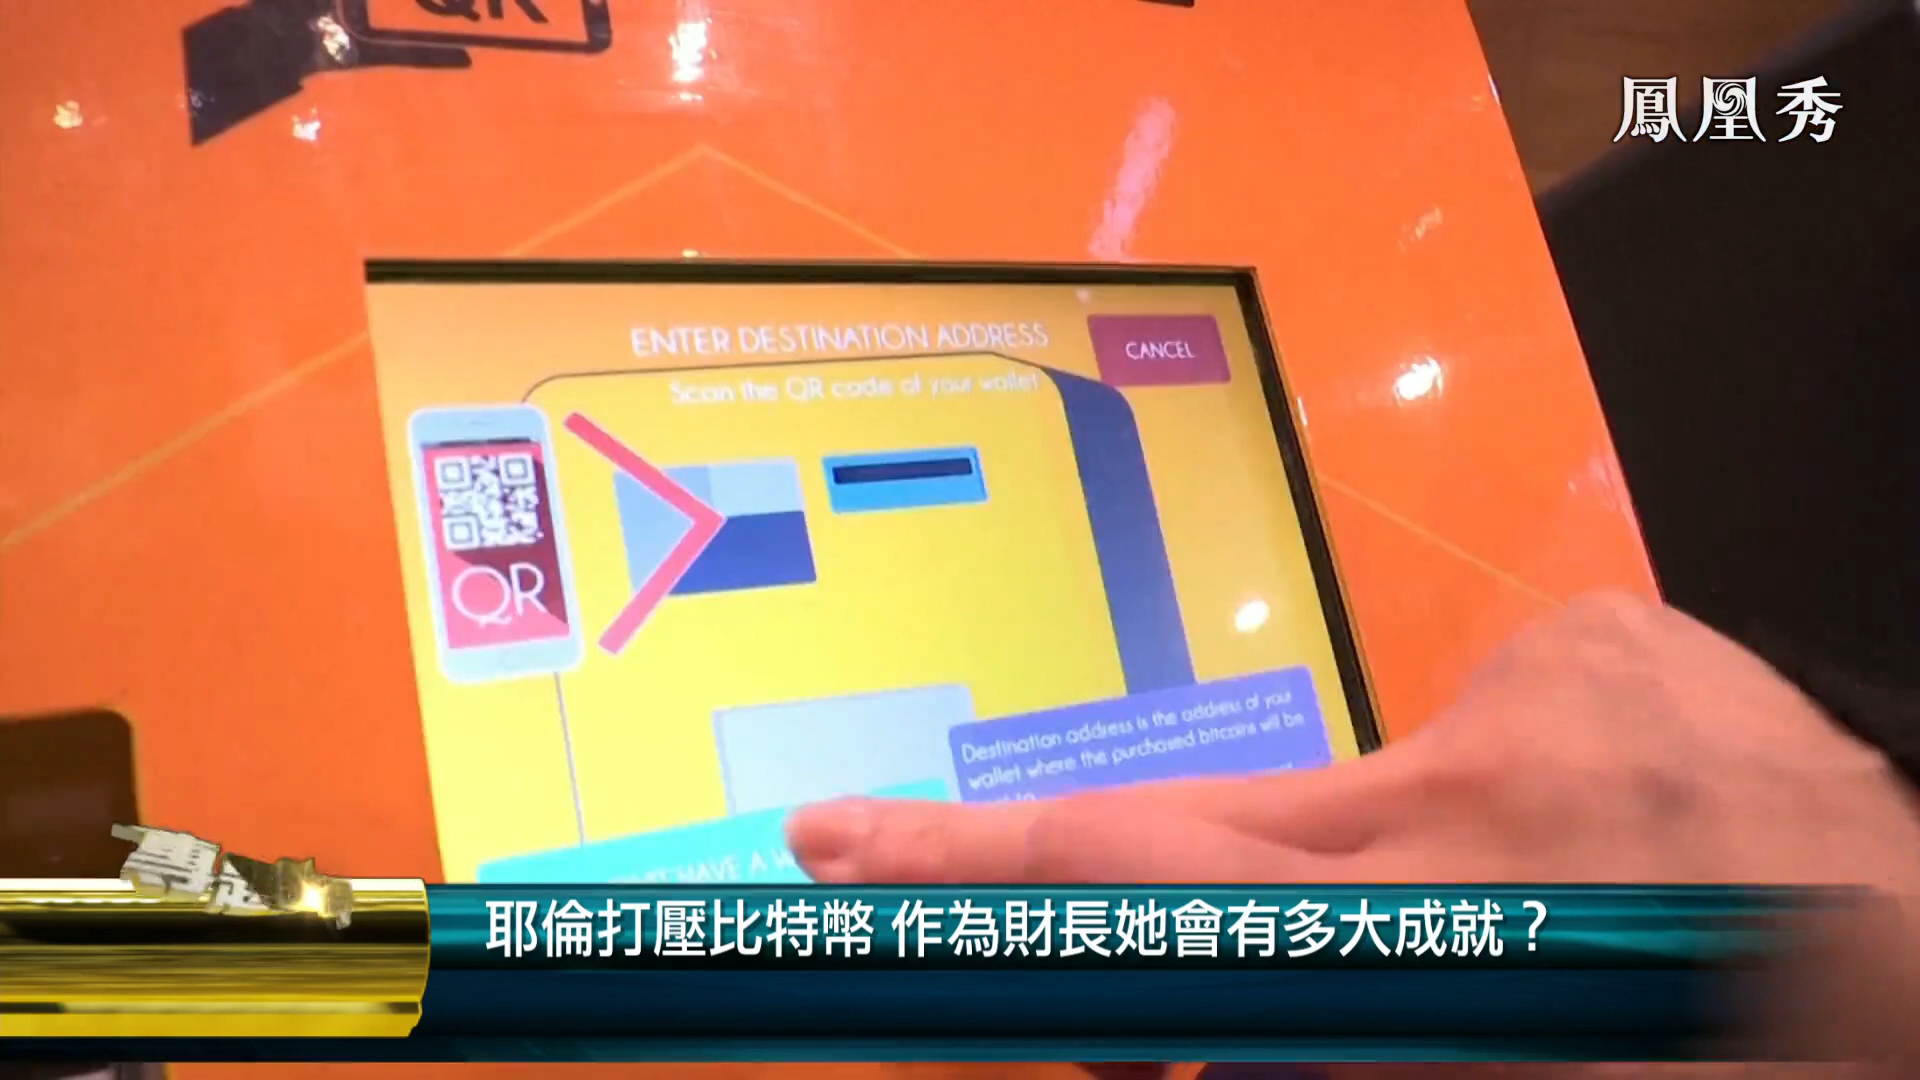 QR
鳳凰秀
ENTER DESTINATION ADDRESS
CANCEL
Scan the QR code of your wallet
QR
Destination address is the address of your
wallet where the purchased bitcoins will be
HAVE A
耶倫打壓比特幣 作為財長她會有多大成就？